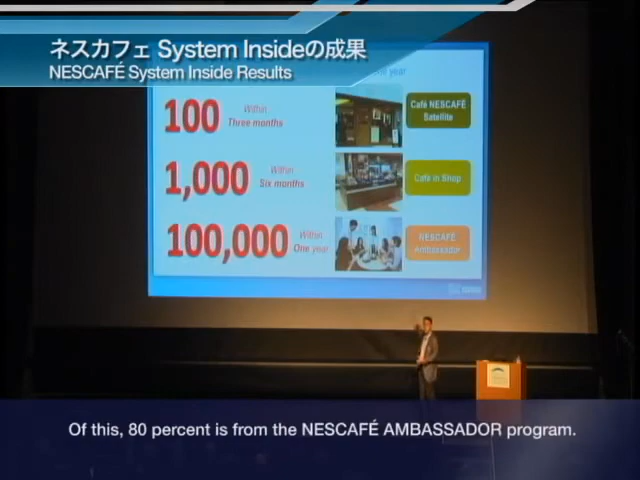 ネスカフェ System Insideの成果
NESCAFÉ System Inside Results
year
100
Within
Three months
Café NESCAFÉ
Satellite
1,000
Within
Six months
Café in Shop
100,000
Within
One year
NESCAFÉ
Ambassador
Of this, 80 percent is from the NESCAFÉ AMBASSADOR program.